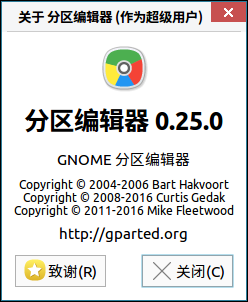 关于 分区编辑器 (作为超级用户)
分区编辑器 0.25.0
GNOME 分区编辑器
Copyright © 2004-2006 Bart Hakvoort
Copyright © 2008-2016 Curtis Gedak
Copyright © 2011-2016 Mike Fleetwood
http://gparted.org
致谢(R)
关闭(C)